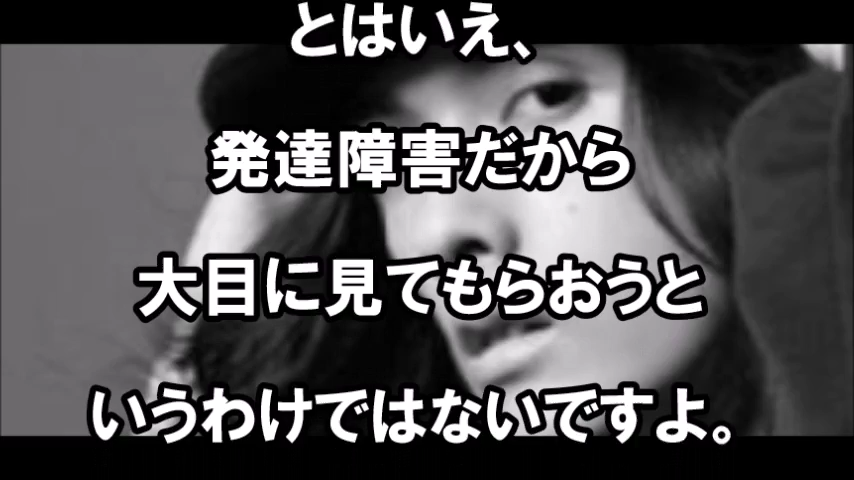 とはいえ、
発達障害だから
大目に見てもらおうと
いうわけではないですよ。